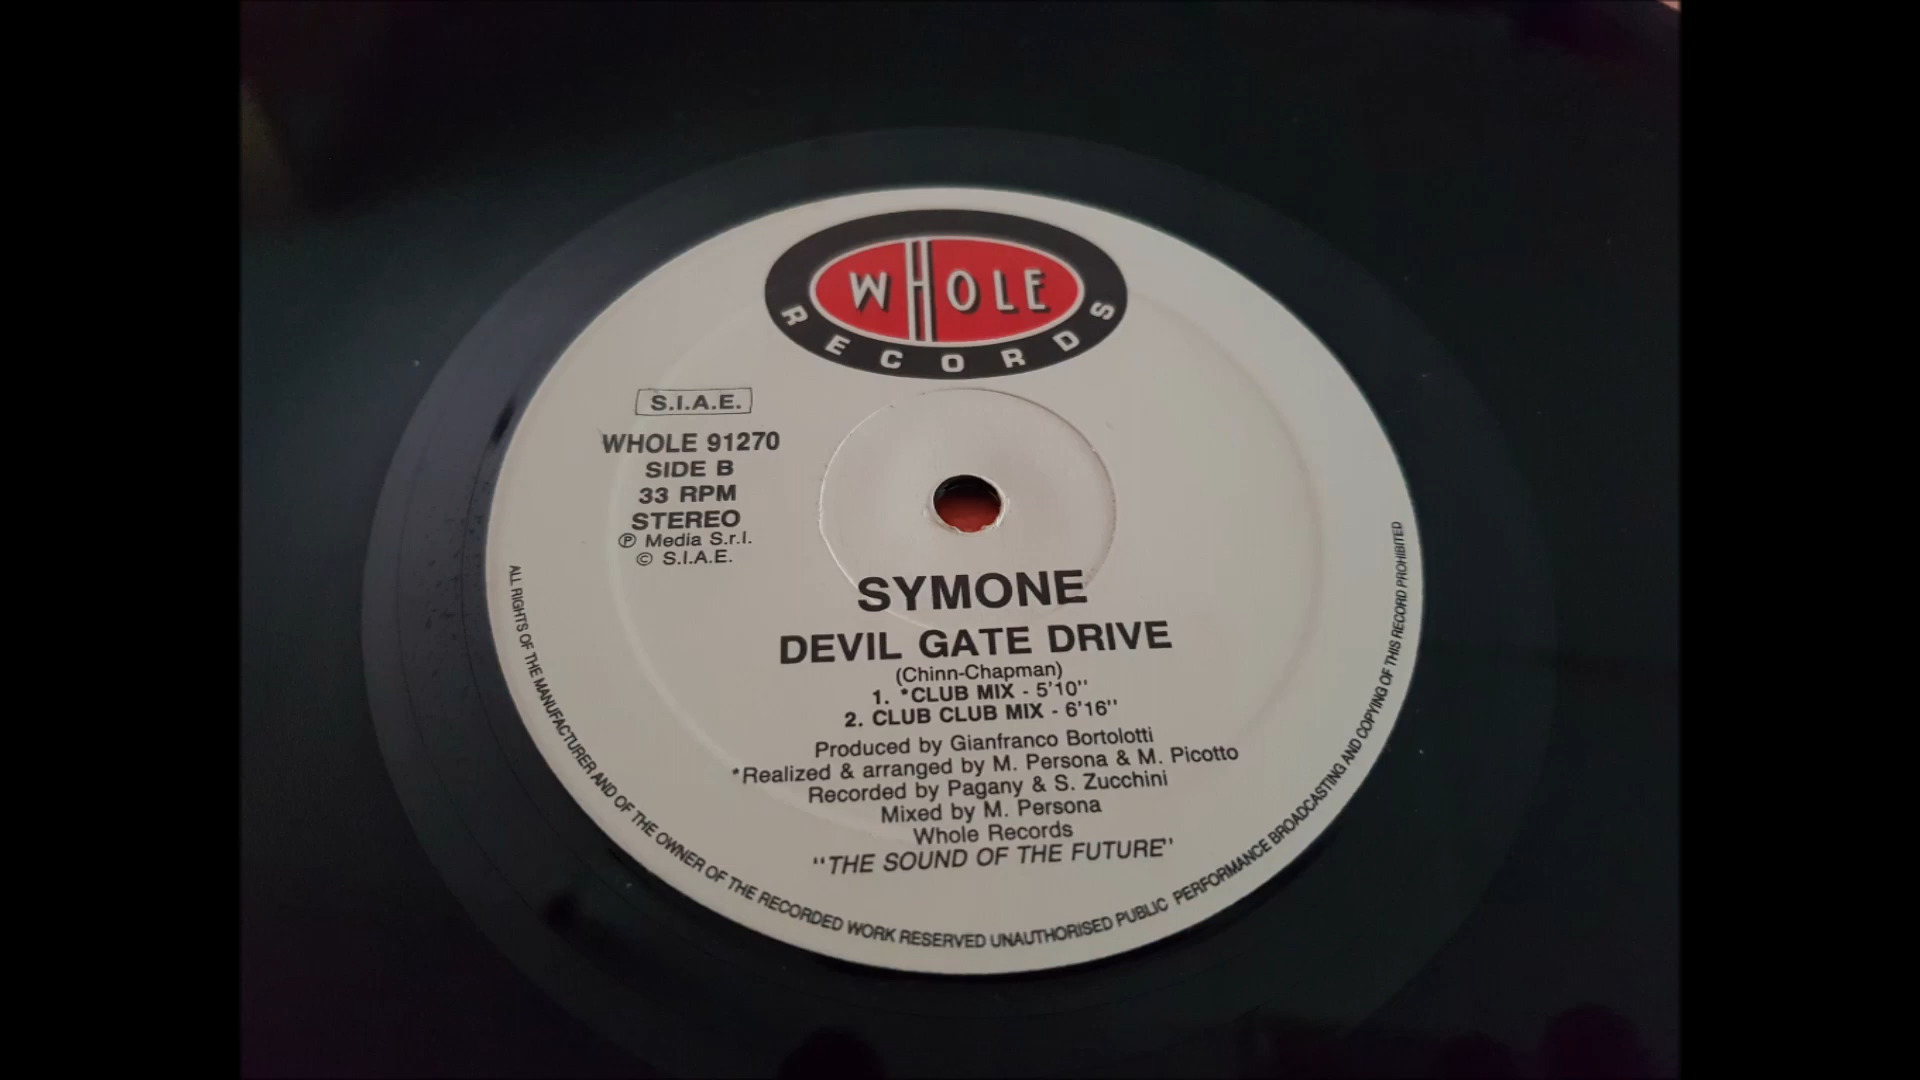 WHOLE
RECORDS
S.I.A.E.
WHOLE 91270
SIDE B
33 RPM
STEREO
℗ Media S.r.l.
© S.I.A.E.
SYMONE
DEVIL GATE DRIVE
(Chinn-Chapman)
1. *CLUB MIX - 5'10''
2. CLUB CLUB MIX - 6'16''
Produced by Gianfranco Bortolotti
*Realized & arranged by M. Persona & M. Picotto
Recorded by Pagany & S. Zucchini
Mixed by M. Persona
Whole Records
"THE SOUND OF THE FUTURE"
ALL RIGHTS OF THE MANUFACTURER AND OF THE OWNER OF THE RECORDED WORK RESERVED UNAUTHORISED PUBLIC PERFORMANCE BROADCASTING AND COPYING OF THIS RECORD PROHIBITED